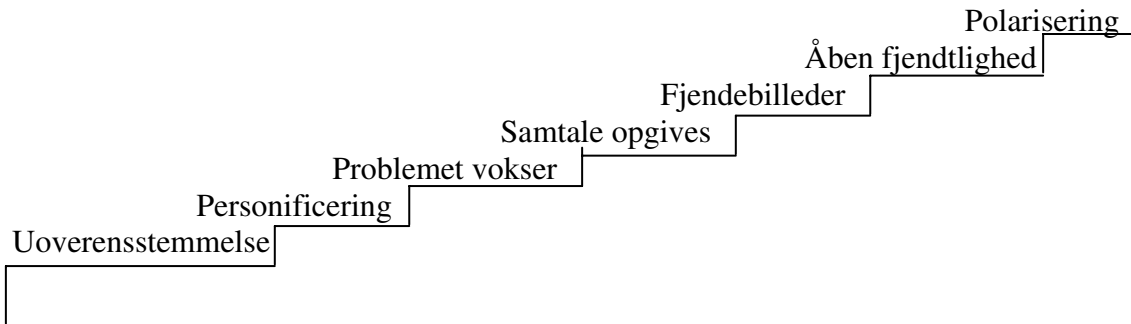 Polarisering
Åben fjendtlighed
Fjendebilleder
Samtale opgives
Problemet vokser
Personificering
Uoverensstemmelse